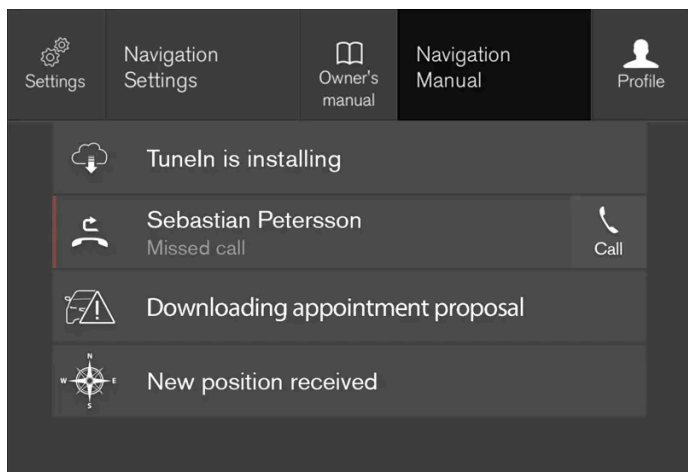 Settings
Navigation
Settings
Owner's
manual
Navigation
Manual
Profile
TuneIn is installing
Sebastian Petersson
Missed call
Call
Downloading appointment proposal
N
W E
S
New position received